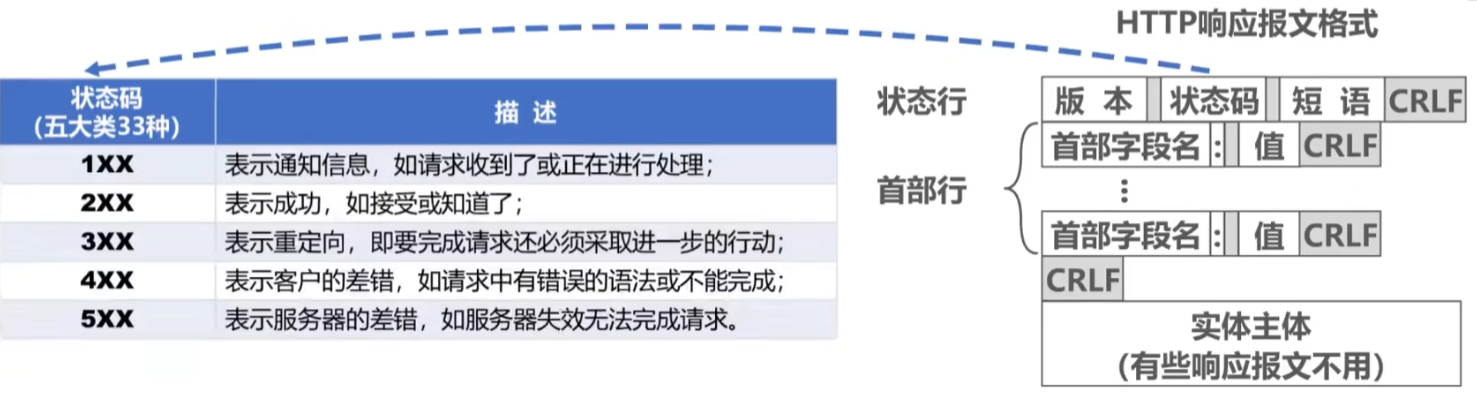 HTTP响应报文格式
状态码
(五大类33种)
描 述
1XX
表示通知信息，如请求收到了或正在进行处理；
2XX
表示成功，如接受或知道了；
3XX
表示重定向，即要完成请求还必须采取进一步的行动；
4XX
表示客户的差错，如请求中有错误的语法或不能完成；
5XX
表示服务器的差错，如服务器失效无法完成请求。
状态行
版 本 状态码 短 语 CRLF
首部行
首部字段名 : 值 CRLF
⋮
首部字段名 : 值 CRLF
CRLF
实体主体
(有些响应报文不用)